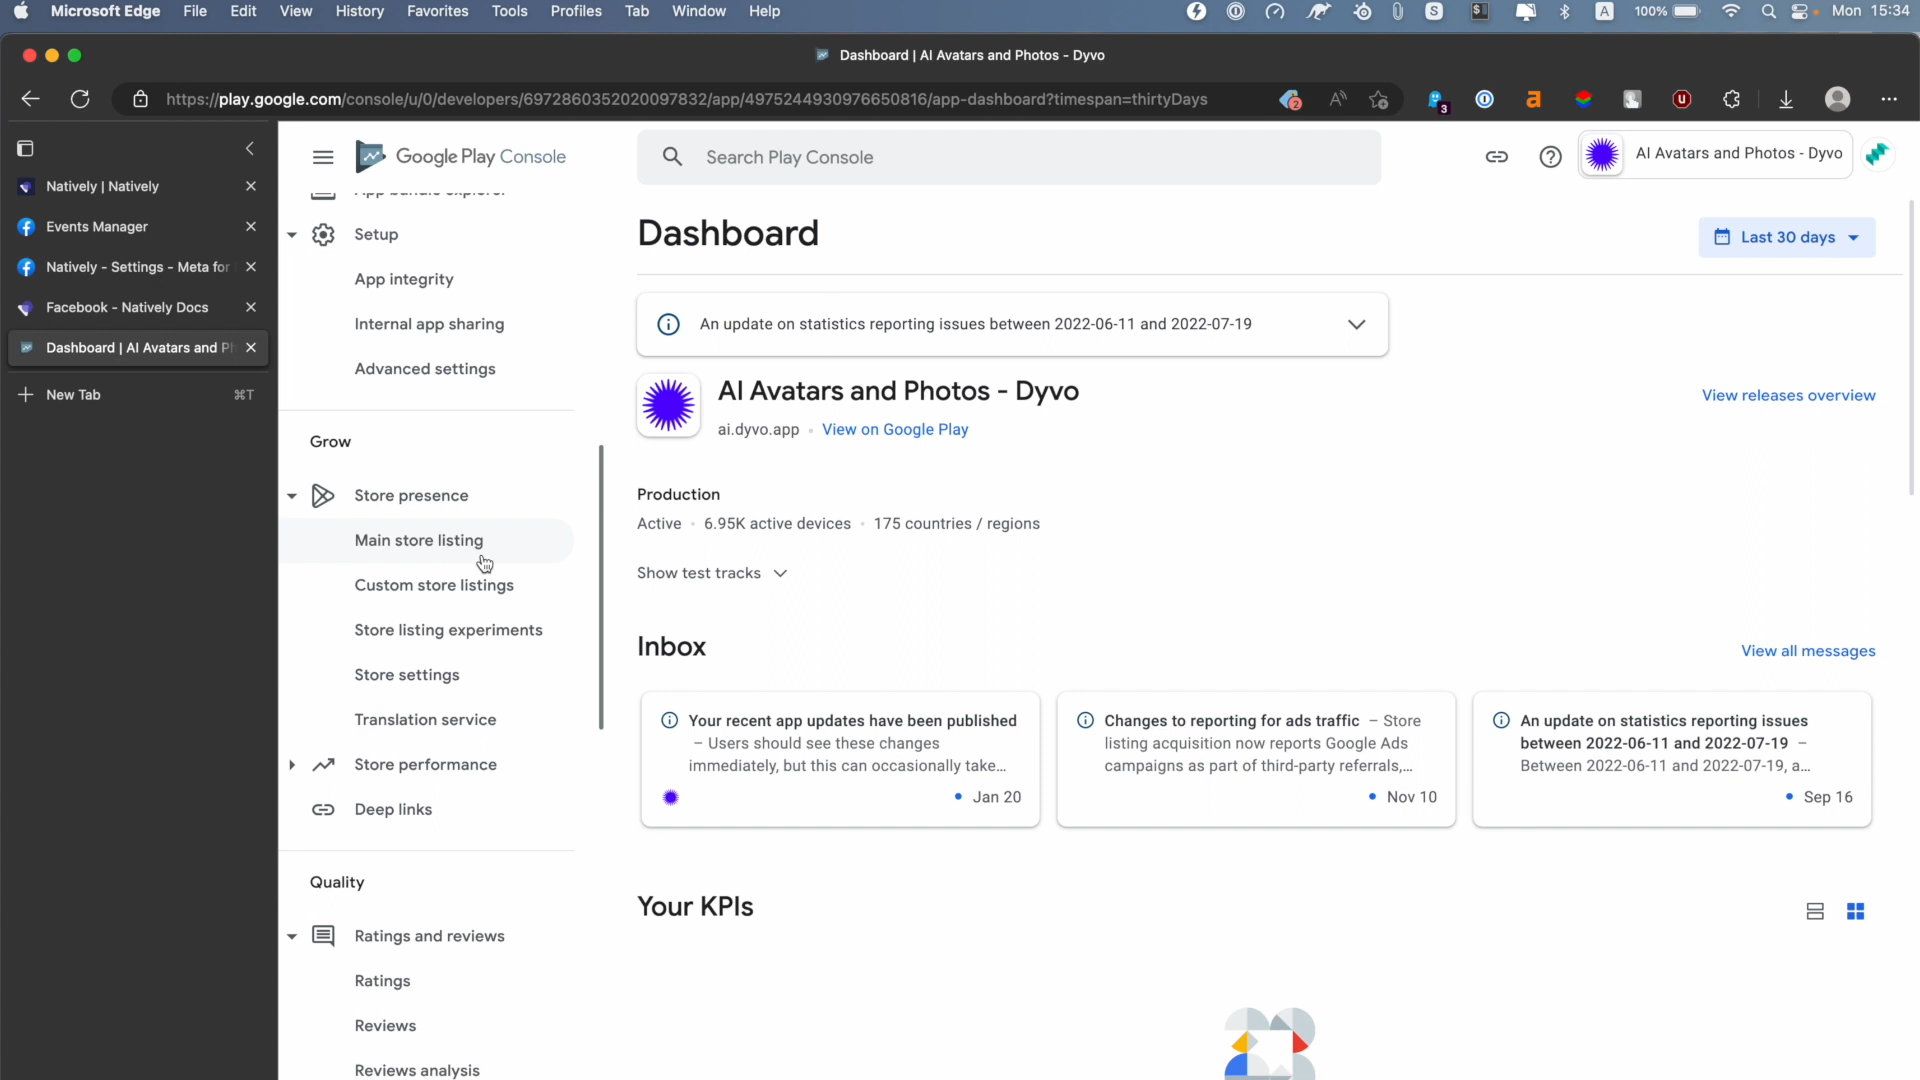 Microsoft Edge File Edit View History Favorites Tools Profiles Tab Window Help S $ A 100% Mon 15:34
Dashboard | AI Avatars and Photos - Dyvo
https://play.google.com/console/u/0/developers/6972860352020097832/app/4975244930976650816/app-dashboard?timespan=thirtyDays 2 A 3 a u
Natively | Natively
Events Manager
Natively - Settings - Meta for
Facebook - Natively Docs
Dashboard | AI Avatars and Ph
New Tab ⌘T
Google Play Console
Search Play Console
AI Avatars and Photos - Dyvo
App bundle explorer
Setup
App integrity
Internal app sharing
Advanced settings
Grow
Store presence
Main store listing
Custom store listings
Store listing experiments
Store settings
Translation service
Store performance
Deep links
Quality
Ratings and reviews
Ratings
Reviews
Reviews analysis
Dashboard
Last 30 days
An update on statistics reporting issues between 2022-06-11 and 2022-07-19
AI Avatars and Photos - Dyvo
ai.dyvo.app • View on Google Play
View releases overview
Production
Active • 6.95K active devices • 175 countries / regions
Show test tracks
Inbox
View all messages
Your recent app updates have been published
– Users should see these changes
immediately, but this can occasionally take...
• Jan 20
Changes to reporting for ads traffic – Store
listing acquisition now reports Google Ads
campaigns as part of third-party referrals,...
• Nov 10
An update on statistics reporting issues
between 2022-06-11 and 2022-07-19 –
Between 2022-06-11 and 2022-07-19, a...
• Sep 16
Your KPIs